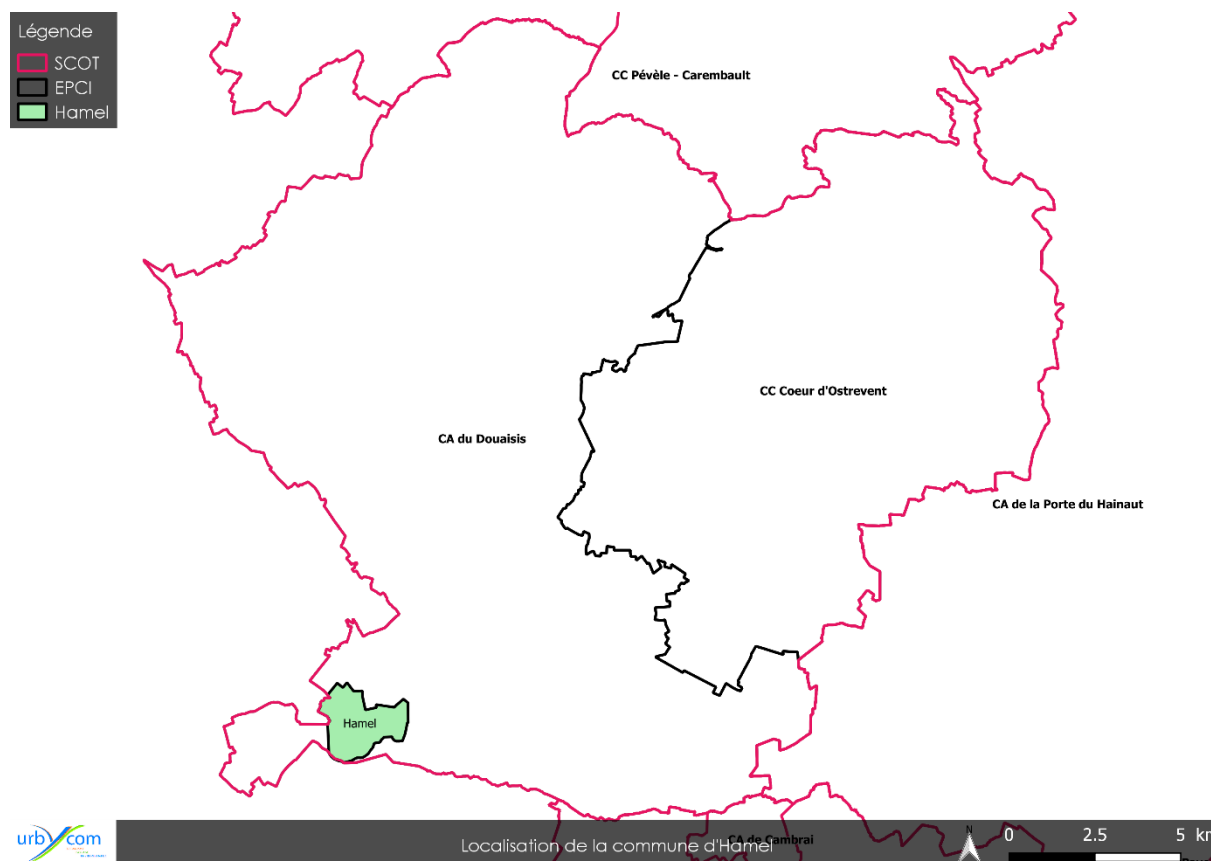 Légende
SCOT
EPCI
Hamel
CC Pévèle - Carembault
CC Coeur d'Ostrevent
CA du Douaisis
CA de la Porte du Hainaut
Hamel
CA de Cambrai
urbycom
Localisation de la commune d'Hamel
N
0 2.5 5 km